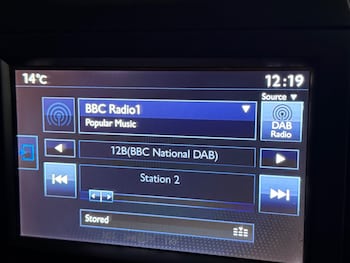 14°C 12:19
Source ▼
BBC Radio1
Popular Music
DAB
Radio
12B(BBC National DAB)
Station 2
Stored